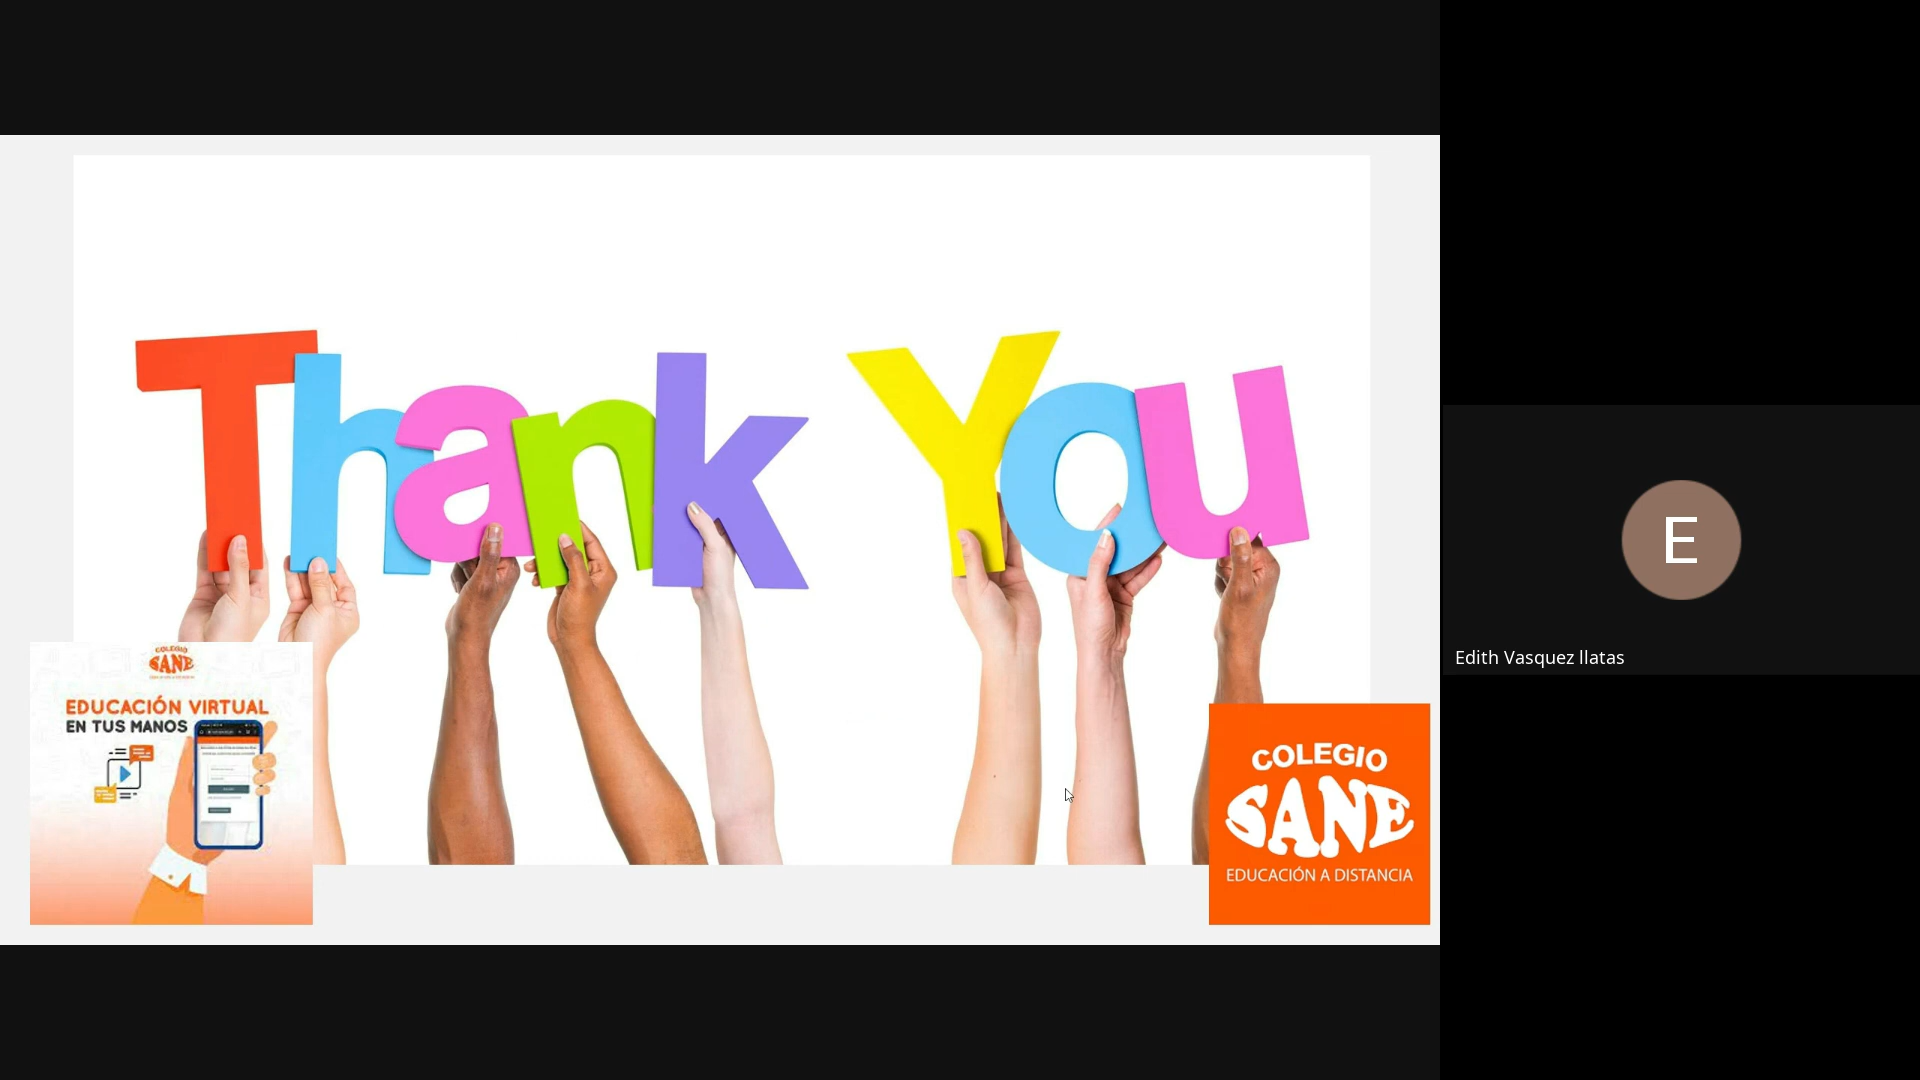 Thank You
COLEGIO
SANE
EDUCACIÓN VIRTUAL
EN TUS MANOS
COLEGIO
SANE
EDUCACIÓN A DISTANCIA
E
Edith Vasquez llatas